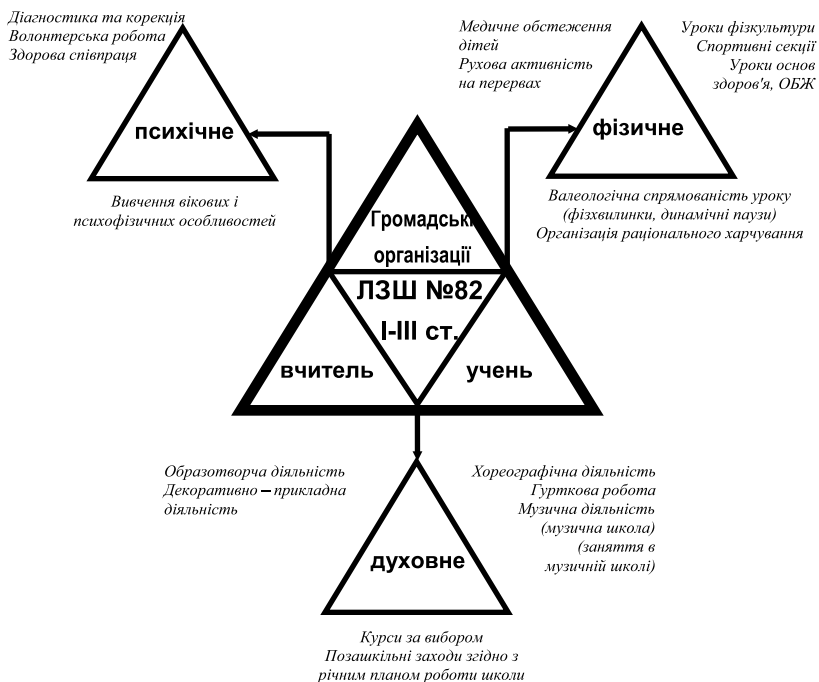 Діагностика та корекція
Волонтерська робота
Здорова співпраця
психічне
Вивчення вікових і
психофізичних особливостей
Медичне обстеження
дітей
Рухова активність
на перервах
Уроки фізкультури
Спортивні секції
Уроки основ
здоров'я, ОБЖ
фізичне
Валеологічна спрямованість уроку
(фізхвилинки, динамічні паузи)
Організація раціонального харчування
Громадські
організації
ЛЗШ №82
І-ІІІ ст.
вчитель
учень
Образотворча діяльність
Декоративно – прикладна
діяльність
Хореографічна діяльність
Гурткова робота
Музична діяльність
(музична школа)
(заняття в
музичній школі)
духовне
Курси за вибором
Позашкільні заходи згідно з
річним планом роботи школи